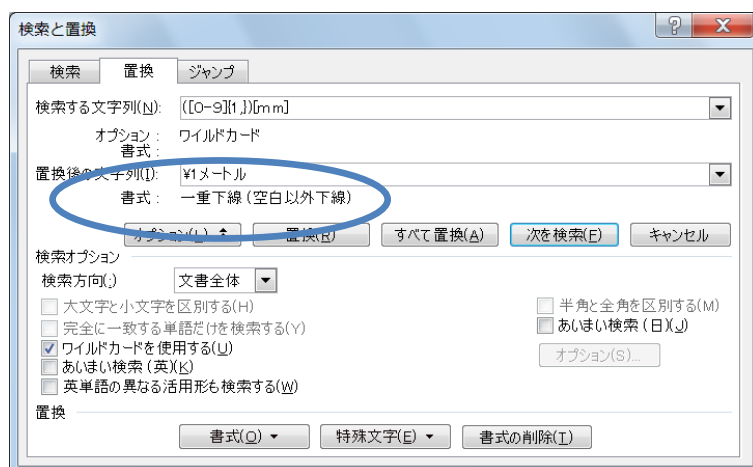 検索と置換
検索 置換 ジャンプ
検索する文字列(N): ([0-9]{1,})[mm]
オプション: ワイルドカード
書式:
置換後の文字列(I): ¥1メートル
書式: 一重下線(空白以外下線)
オプション(L) 置換(R) すべて置換(A) 次を検索(F) キャンセル
検索オプション
検索方向(:) 文書全体
大文字と小文字を区別する(H) 半角と全角を区別する(M)
完全に一致する単語だけを検索する(Y) あいまい検索(日)(J)
ワイルドカードを使用する(U) オプション(S)...
あいまい検索(英)(K)
英単語の異なる活用形も検索する(W)
置換
書式(O) 特殊文字(E) 書式の削除(T)